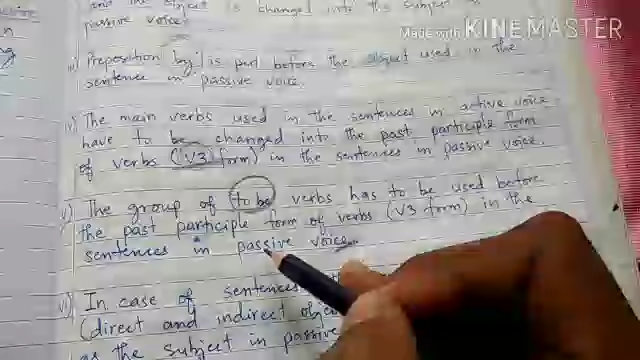 and the object is changed into the subject in
passive voice.
Made with KINEMASTER
iii) Preposition by is put before the object used in the
sentences in passive voice.
iv) The main verbs used in the sentences in active voice
have to be changed into the past participle form
of verbs (V3 form) in the sentences in passive voice.
v) The group of to be verbs has to be used before
the past participle form of verbs (V3 form) in the
sentences in passive voice.
vi) In case of sentences
(direct and indirect
as the subject in passive